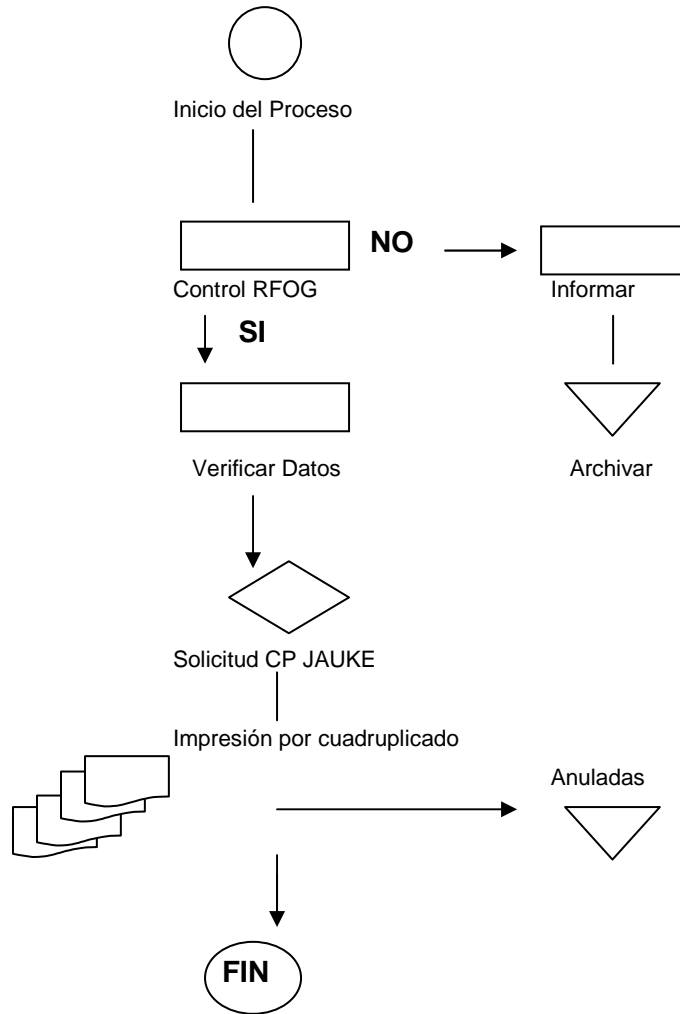 Inicio del Proceso
NO
Control RFOG
Informar
SI
Verificar Datos
Archivar
Solicitud CP JAUKE
Impresión por cuadruplicado
Anuladas
FIN